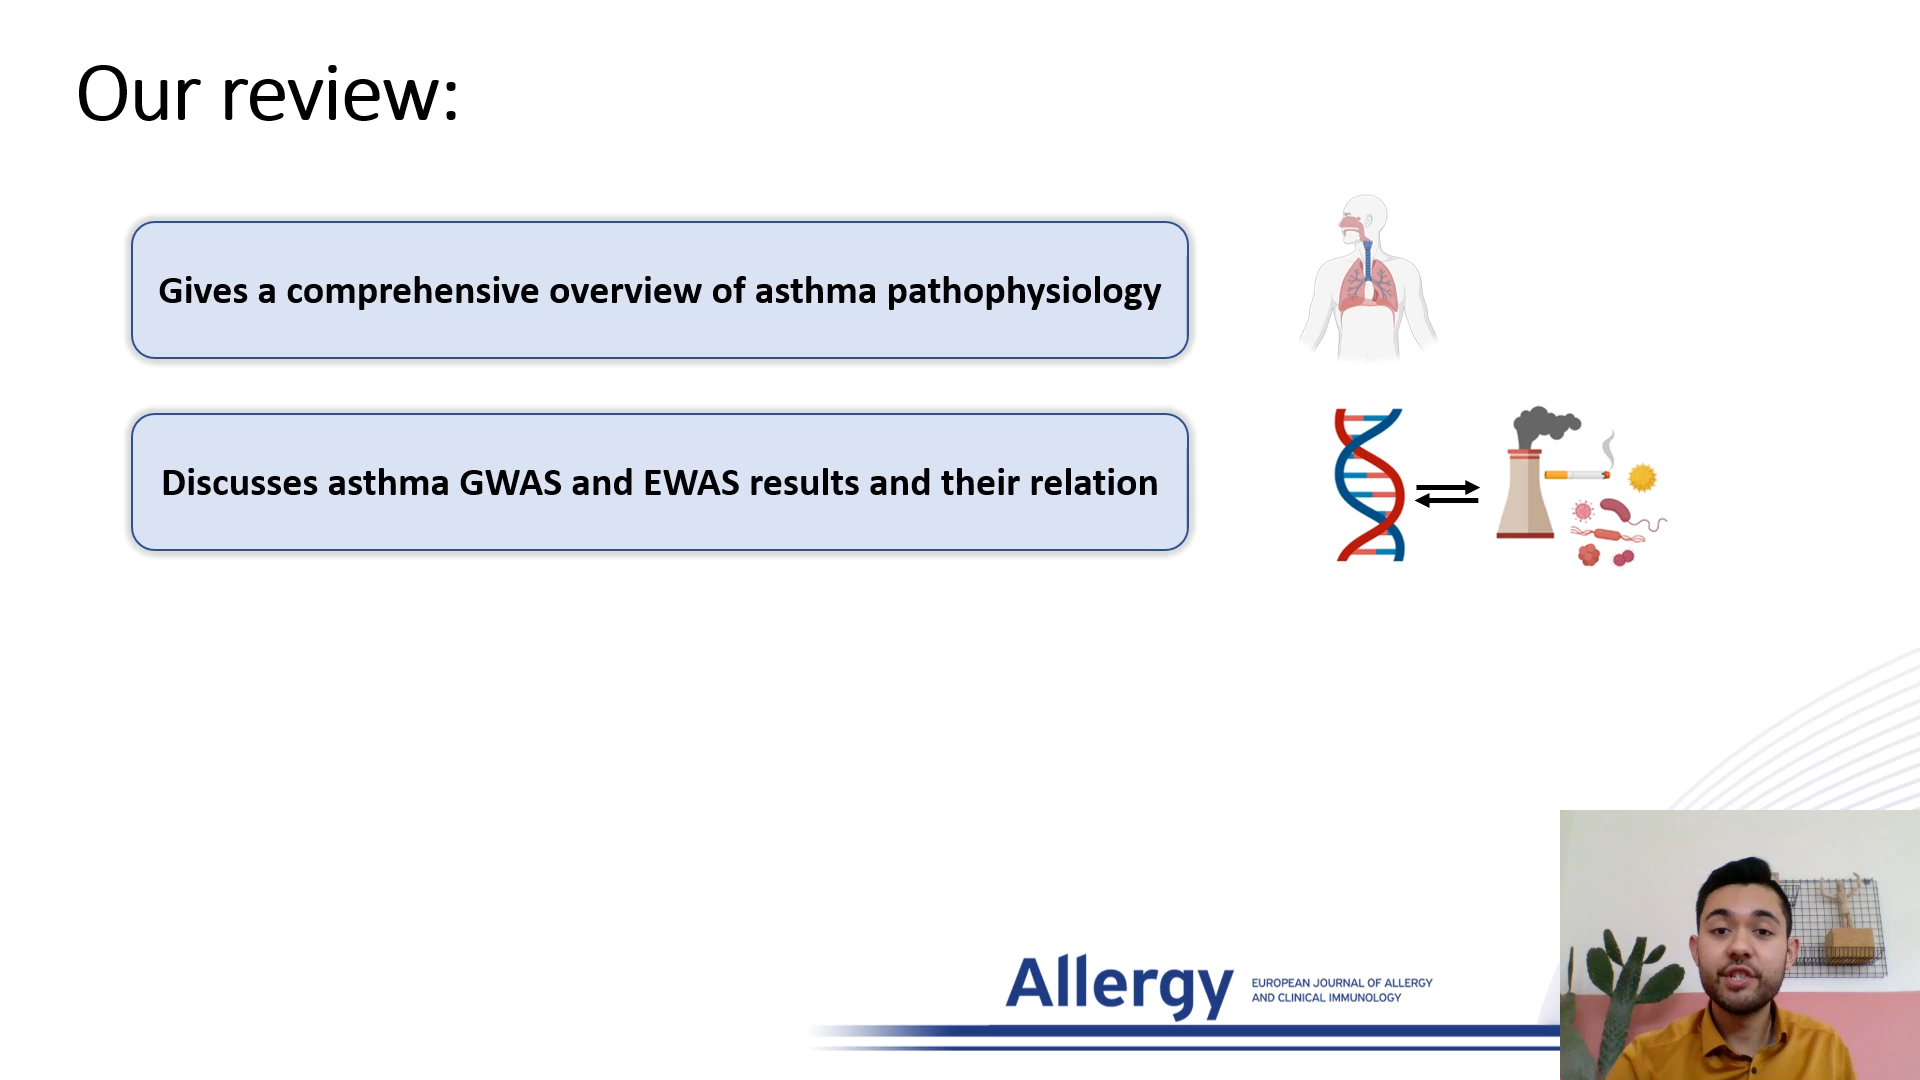 Our review:
Gives a comprehensive overview of asthma pathophysiology
Discusses asthma GWAS and EWAS results and their relation
Allergy
EUROPEAN JOURNAL OF ALLERGY
AND CLINICAL IMMUNOLOGY